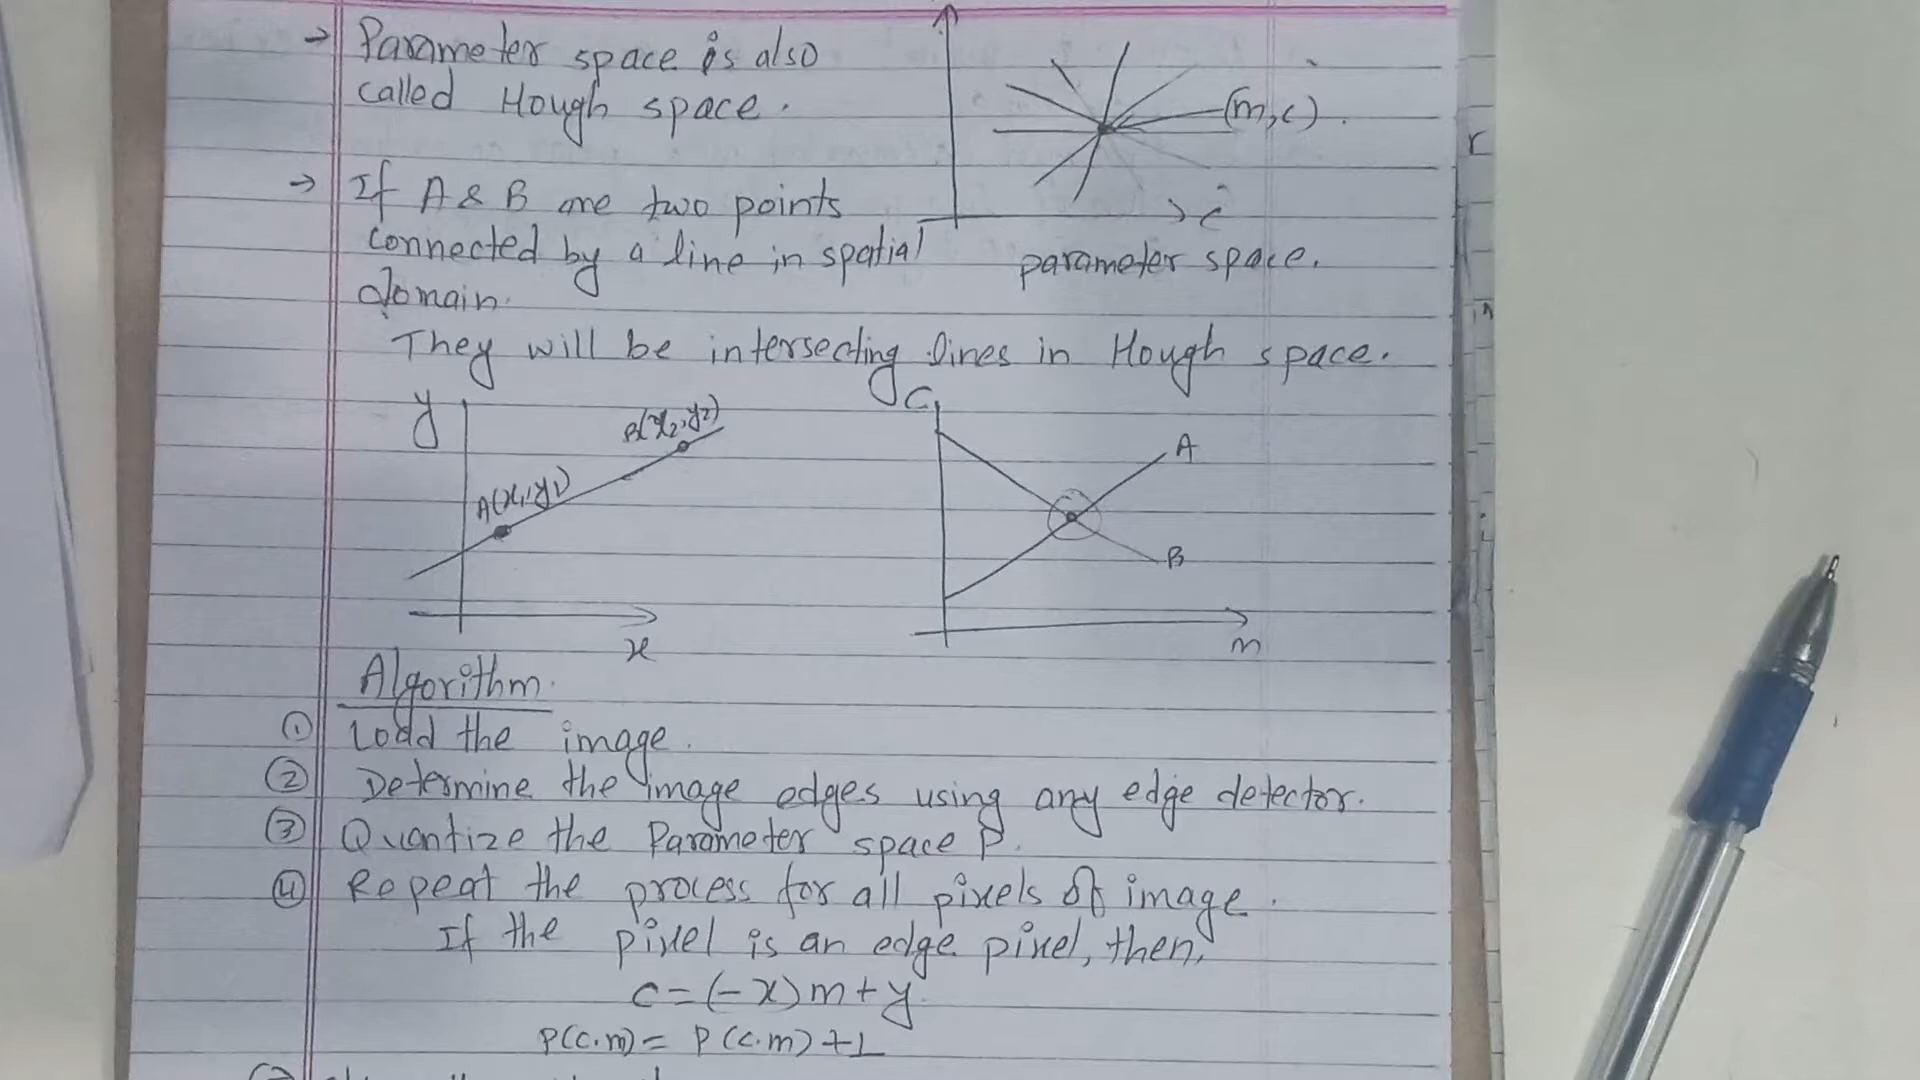 → Parameter space is also
called Hough space.
(m,c).
c
parameter space.
→ If A & B are two points
connected by a line in spatial
domain.
They will be intersecting lines in Hough space.
y
A(x1,y1)
B(x2,y2)
x
C
A
B
m
Algorithm.
① Load the image.
② Determine the image edges using any edge detector.
③ Quantize the Parameter space P.
④ Repeat the process for all pixels of image.
If the pixel is an edge pixel, then,
c=(-x)m+y.
P(c.m)= P(c.m)+1